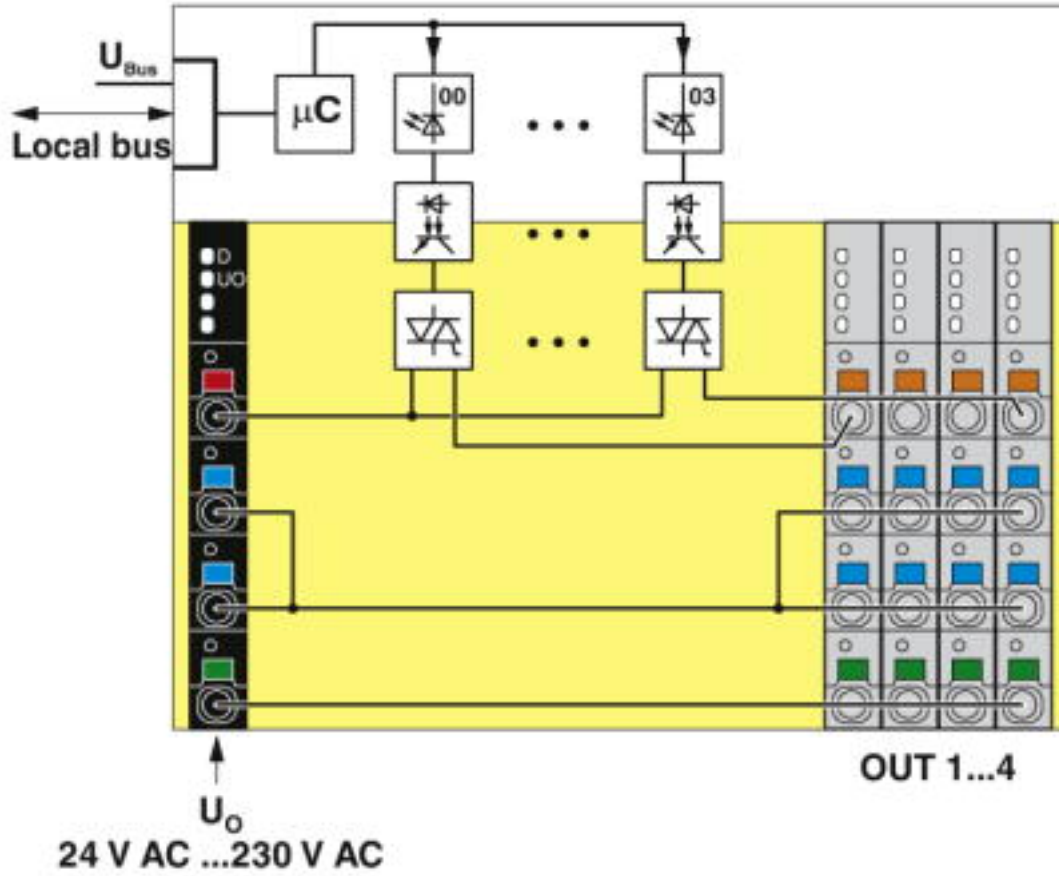 U Bus
Local bus
µC
00
03
D
UO
OUT 1...4
U O
24 V AC ...230 V AC